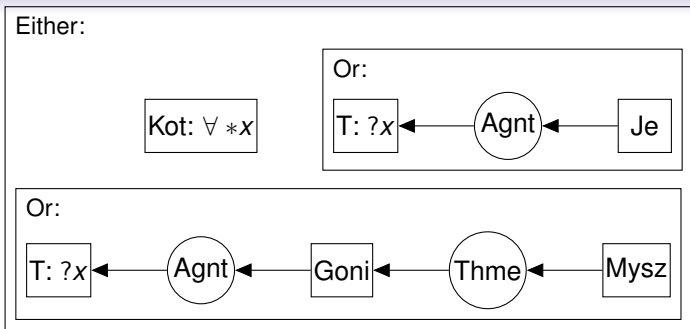 Either:
Or:
Kot: ∀ *x
T: ?x
Agnt
Je
Or:
T: ?x
Agnt
Goni
Thme
Mysz